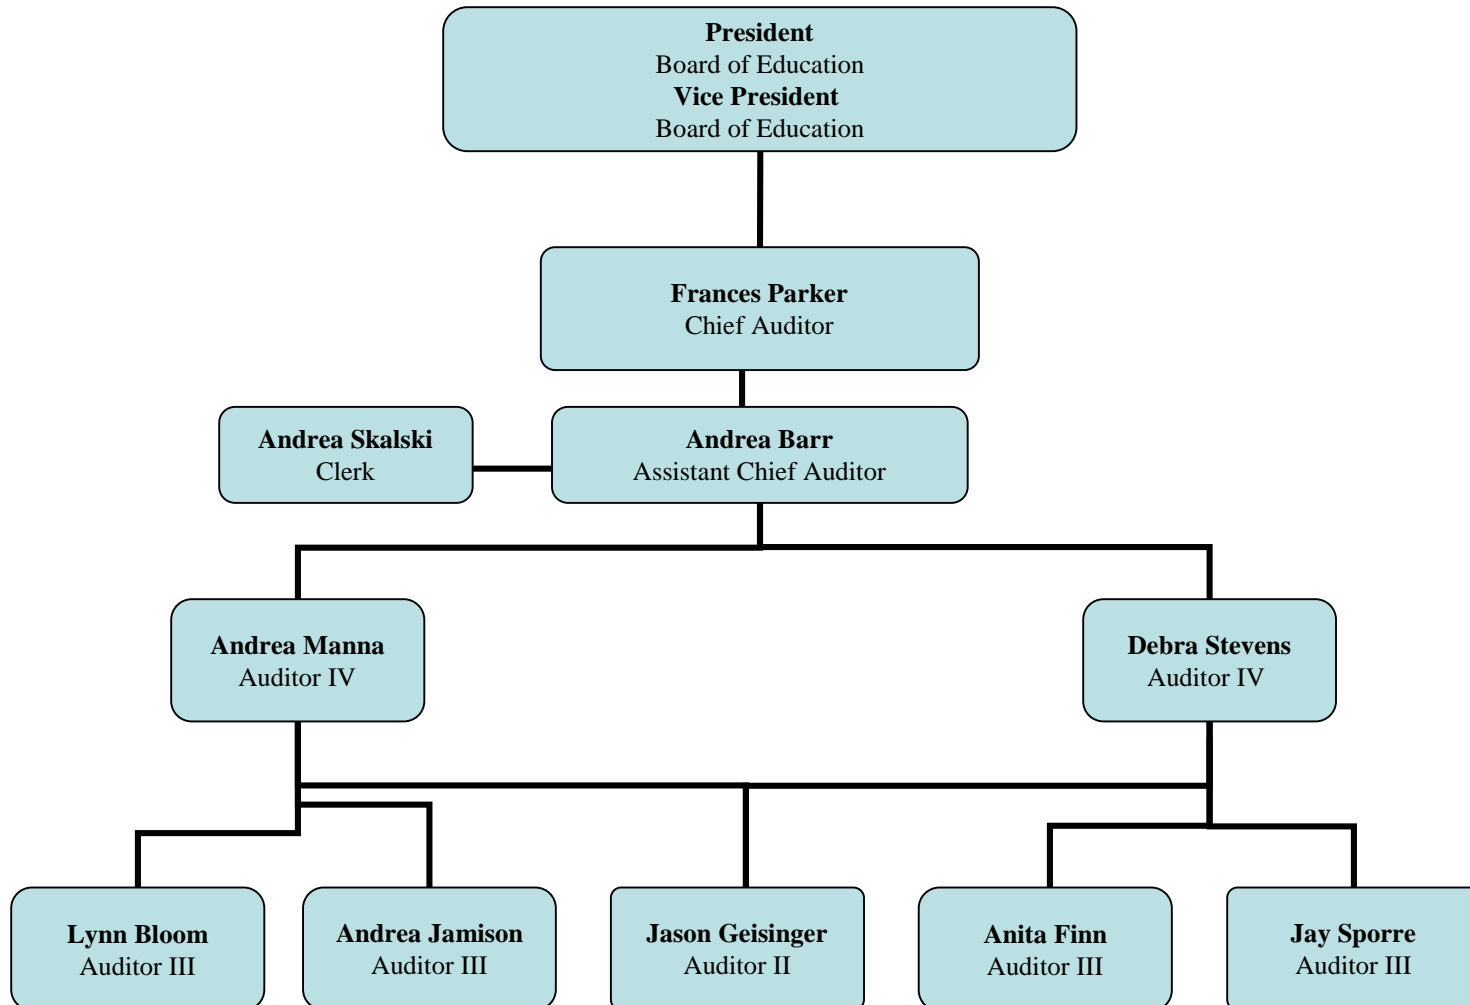 President
Board of Education
Vice President
Board of Education
Frances Parker
Chief Auditor
Andrea Skalski
Clerk
Andrea Barr
Assistant Chief Auditor
Andrea Manna
Auditor IV
Debra Stevens
Auditor IV
Lynn Bloom
Auditor III
Andrea Jamison
Auditor III
Jason Geisinger
Auditor II
Anita Finn
Auditor III
Jay Sporre
Auditor III